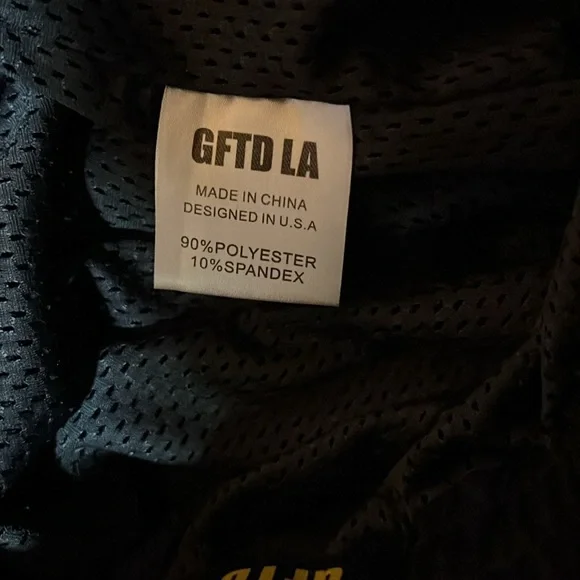 GFTD LA
MADE IN CHINA
DESIGNED IN U.S.A
90%POLYESTER
10%SPANDEX